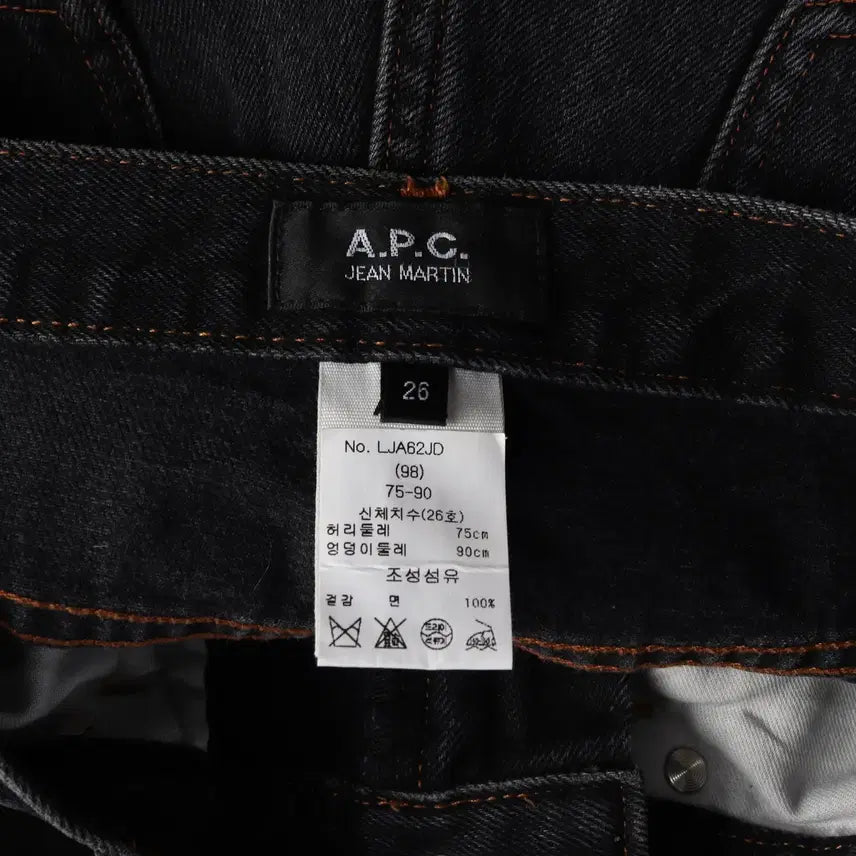 A.P.C.
JEAN MARTIN
26
No. LJA62JD
(98)
75-90
신체치수(26호)
허리둘레 75cm
엉덩이둘레 90cm
조성섬유
겉감 면 100%